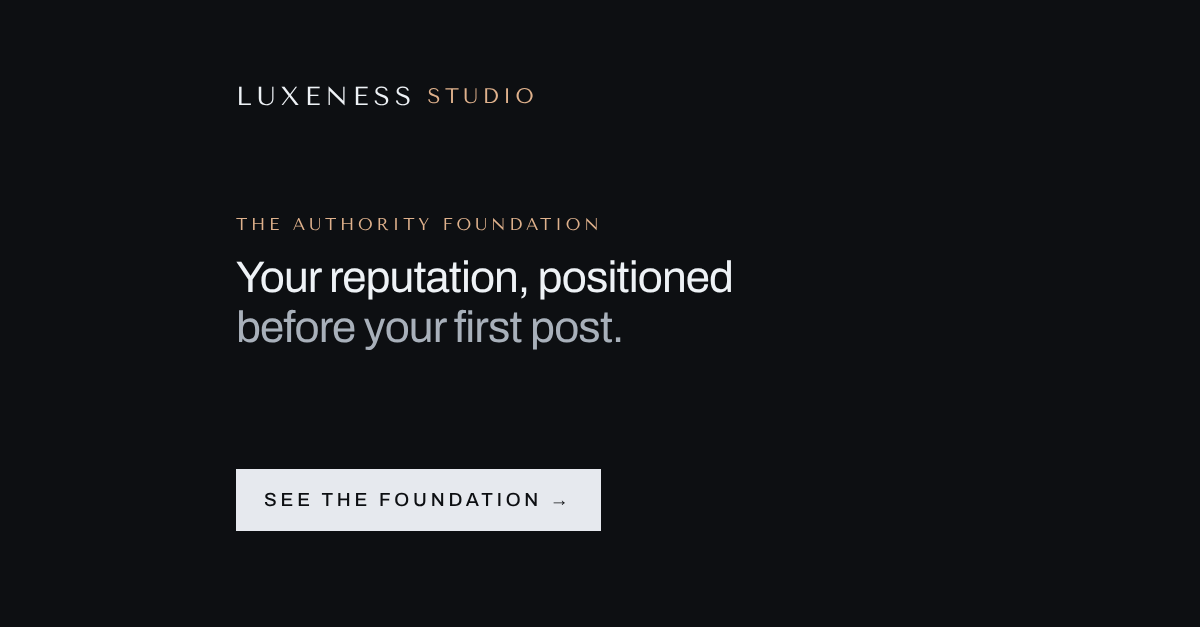 LUXENESS STUDIO
THE AUTHORITY FOUNDATION
Your reputation, positioned
before your first post.
SEE THE FOUNDATION →